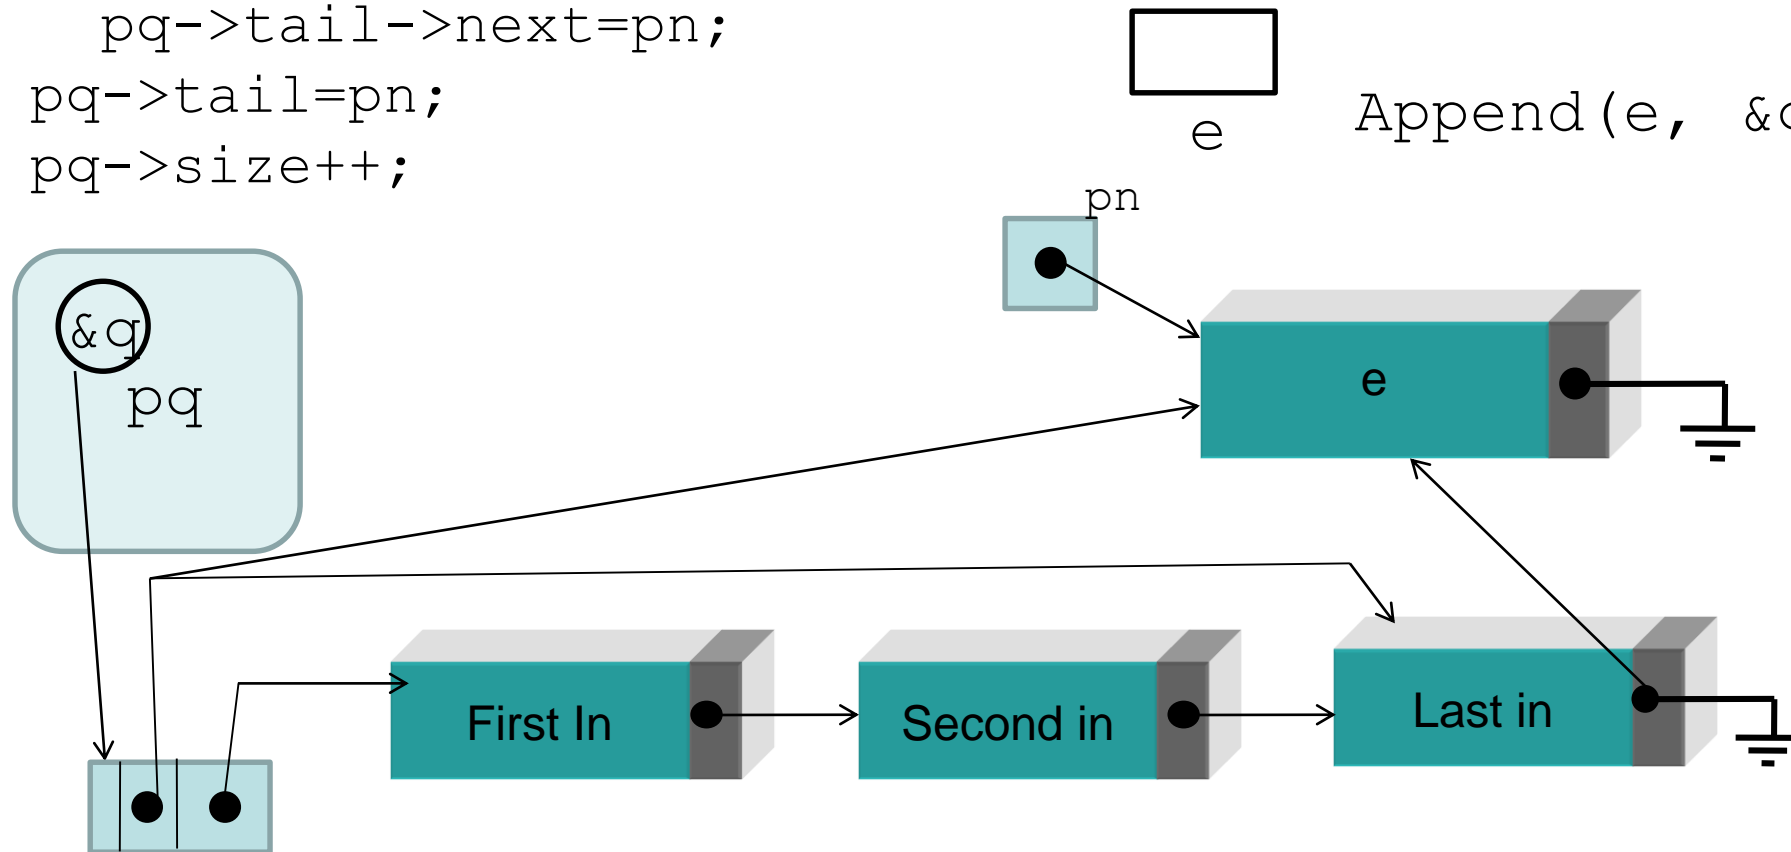 pq->tail->next=pn;
pq->tail=pn;
pq->size++;
e
Append(e, &
pn
&q
pq
e
First In
Second in
Last in